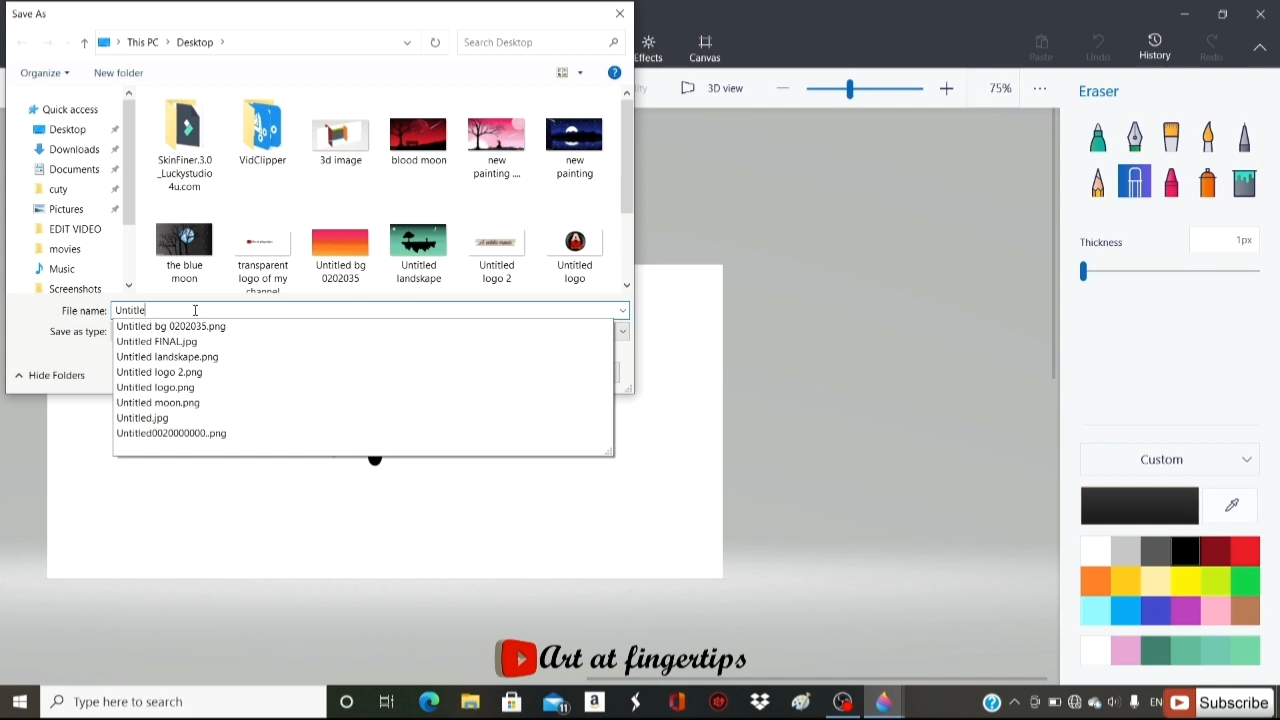 Save As
This PC > Desktop >
Search Desktop
Organize
New folder
Quick access
Desktop
Downloads
Documents
cuty
Pictures
EDIT VIDEO
movies
Music
Screenshots
SkinFiner.3.0
_Luckystudio
4u.com
VidClipper
3d image
blood moon
new
painting ....
new
painting
the blue
moon
transparent
logo of my
channel
Untitled bg
0202035
Untitled
landskape
Untitled
logo 2
Untitled
logo
File name:
Untitle
Save as type:
Untitled bg 0202035.png
Untitled FINAL.jpg
Untitled landskape.png
Untitled logo 2.png
Untitled logo.png
Untitled moon.png
Untitled.jpg
Untitled0020000000..png
Hide Folders
Effects
Canvas
Paste
Undo
History
Redo
3D view
75%
Eraser
Thickness
1px
Custom
Art at fingertips
Type here to search
11
EN
Subscribe